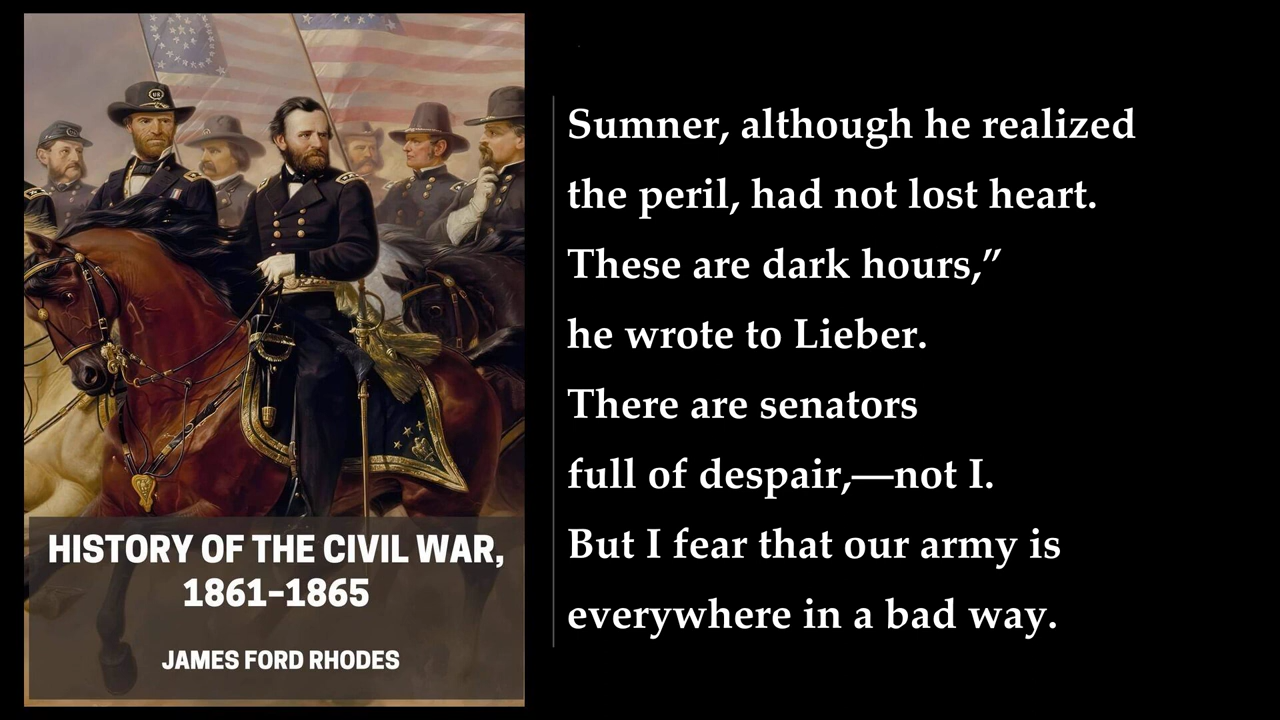 HISTORY OF THE CIVIL WAR,
1861–1865
JAMES FORD RHODES
Sumner, although he realized
the peril, had not lost heart.
These are dark hours,”
he wrote to Lieber.
There are senators
full of despair,—not I.
But I fear that our army is
everywhere in a bad way.